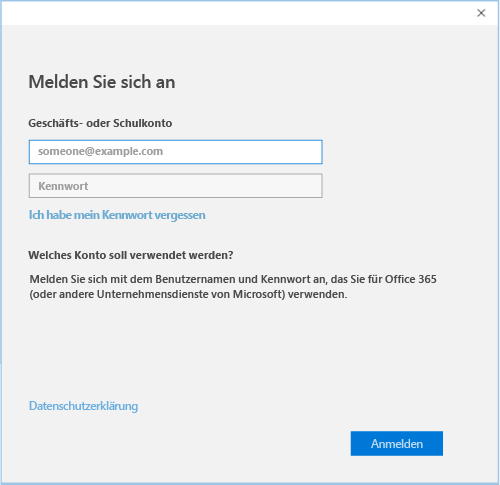 Melden Sie sich an
Geschäfts- oder Schulkonto
someone@example.com
Kennwort
Ich habe mein Kennwort vergessen
Welches Konto soll verwendet werden?
Melden Sie sich mit dem Benutzernamen und Kennwort an, das Sie für Office 365
(oder andere Unternehmensdienste von Microsoft) verwenden.
Datenschutzerklärung
Anmelden